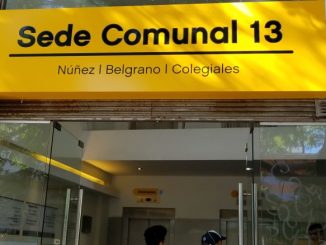 Sede Comunal 13
Núñez | Belgrano | Colegiales